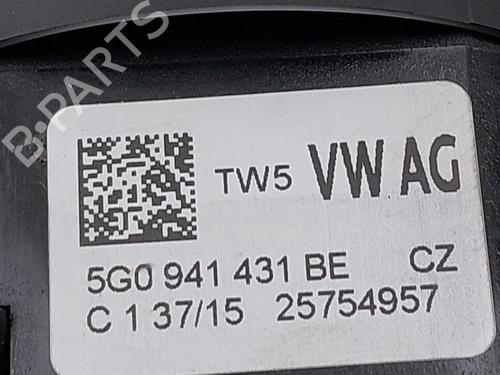 B-PARTS
TW5 VW AG
5G0 941 431 BE CZ
C 1 37/15 25754957